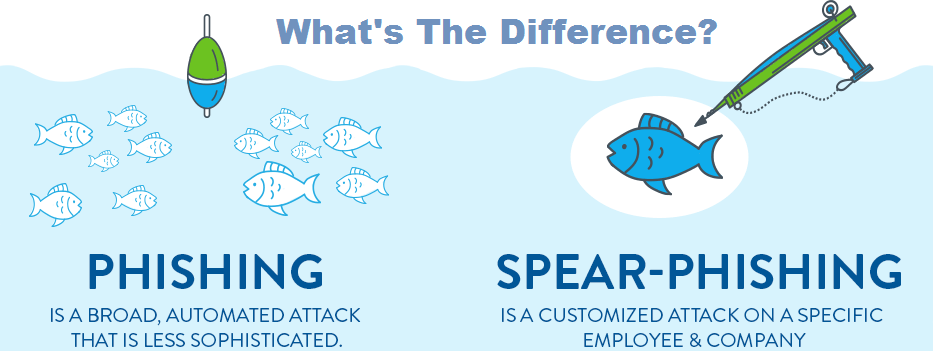 What's The Difference?
PHISHING
IS A BROAD, AUTOMATED ATTACK
THAT IS LESS SOPHISTICATED.
SPEAR-PHISHING
IS A CUSTOMIZED ATTACK ON A SPECIFIC
EMPLOYEE & COMPANY